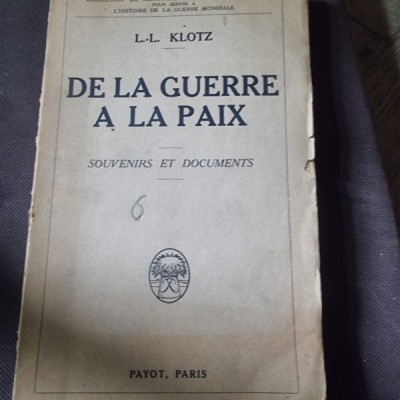 POUR SERVIR A
L'HISTOIRE DE LA GUERRE MONDIALE
L.-L. KLOTZ
DE LA GUERRE
A LA PAIX
SOUVENIRS ET DOCUMENTS
6
PAYOT, PARIS